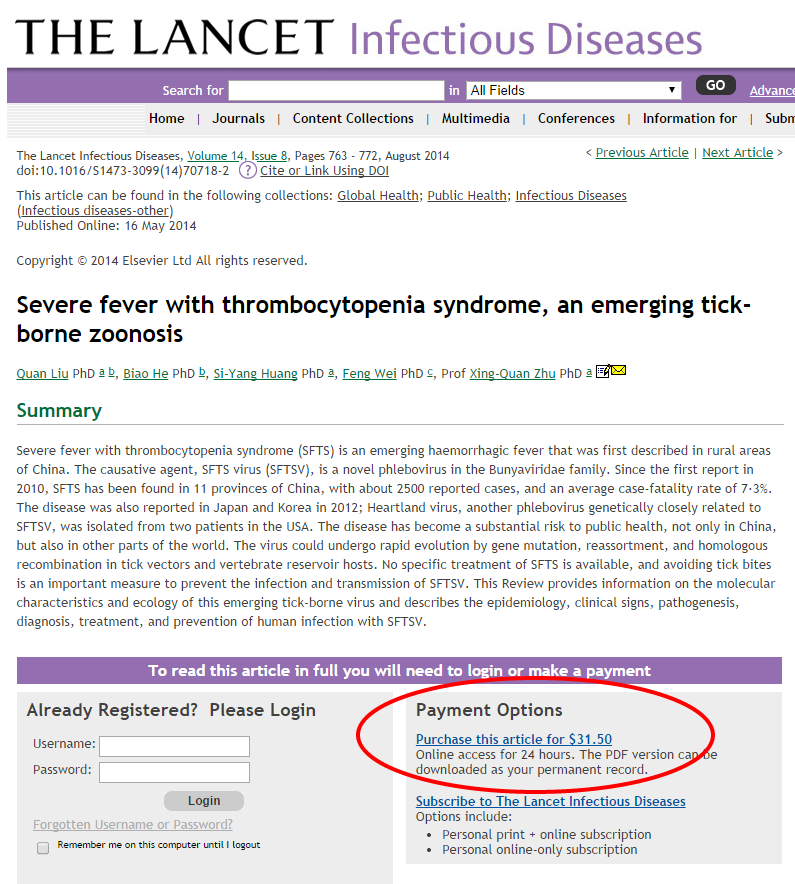 THE LANCET Infectious Diseases
Search for in All Fields GO Advance
Home | Journals | Content Collections | Multimedia | Conferences | Information for | Subm
The Lancet Infectious Diseases, Volume 14, Issue 8, Pages 763 - 772, August 2014
< Previous Article | Next Article >
doi:10.1016/S1473-3099(14)70718-2 ? Cite or Link Using DOI
This article can be found in the following collections: Global Health; Public Health; Infectious Diseases
(Infectious diseases-other)
Published Online: 16 May 2014
Copyright © 2014 Elsevier Ltd All rights reserved.
Severe fever with thrombocytopenia syndrome, an emerging tick-
borne zoonosis
Quan Liu PhD a b, Biao He PhD b, Si-Yang Huang PhD a, Feng Wei PhD c, Prof Xing-Quan Zhu PhD a
Summary
Severe fever with thrombocytopenia syndrome (SFTS) is an emerging haemorrhagic fever that was first described in rural areas
of China. The causative agent, SFTS virus (SFTSV), is a novel phlebovirus in the Bunyaviridae family. Since the first report in
2010, SFTS has been found in 11 provinces of China, with about 2500 reported cases, and an average case-fatality rate of 7·3%.
The disease was also reported in Japan and Korea in 2012; Heartland virus, another phlebovirus genetically closely related to
SFTSV, was isolated from two patients in the USA. The disease has become a substantial risk to public health, not only in China,
but also in other parts of the world. The virus could undergo rapid evolution by gene mutation, reassortment, and homologous
recombination in tick vectors and vertebrate reservoir hosts. No specific treatment of SFTS is available, and avoiding tick bites
is an important measure to prevent the infection and transmission of SFTSV. This Review provides information on the molecular
characteristics and ecology of this emerging tick-borne virus and describes the epidemiology, clinical signs, pathogenesis,
diagnosis, treatment, and prevention of human infection with SFTSV.
To read this article in full you will need to login or make a payment
Already Registered? Please Login
Username:
Password:
Login
Forgotten Username or Password?
Remember me on this computer until I logout
Payment Options
Purchase this article for $31.50
Online access for 24 hours. The PDF version can be
downloaded as your permanent record.
Subscribe to The Lancet Infectious Diseases
Options include:
• Personal print + online subscription
• Personal online-only subscription